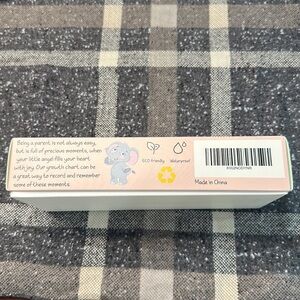 Being a parent is not always easy,
but is full of precious moments, when
your little angel fills your heart
with joy. Our growth chart can be
a great way to record and remember
some of those moments.
ECO friendly
Waterproof
Made in China